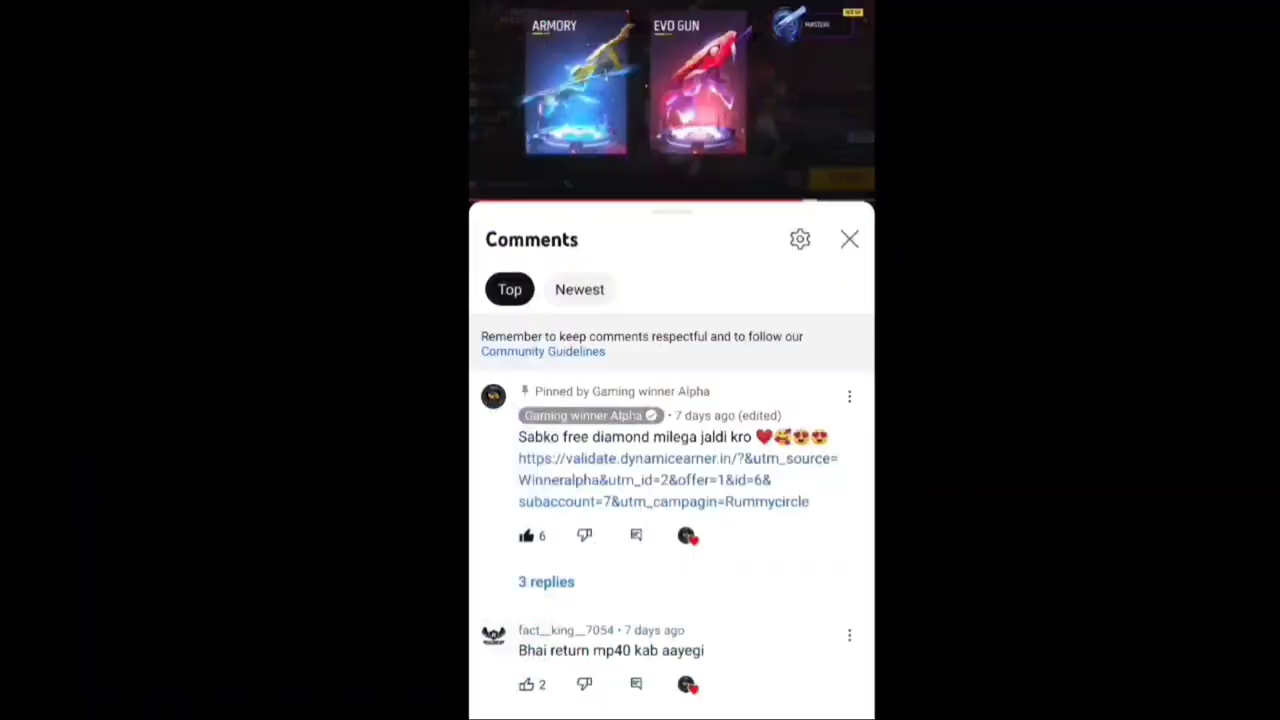 ARMORY
EVO GUN
NEW
Comments
Top
Newest
Remember to keep comments respectful and to follow our
Community Guidelines
Pinned by Gaming winner Alpha
Gaming winner Alpha • 7 days ago (edited)
Sabko free diamond milega jaldi kro ❤️🥰😍😍
https://validate.dynamicearner.in/?&utm_source=
Winneralpha&utm_id=2&offer=1&id=6&
subaccount=7&utm_campagin=Rummycircle
6
3 replies
fact__king__7054 • 7 days ago
Bhai return mp40 kab aayegi
2